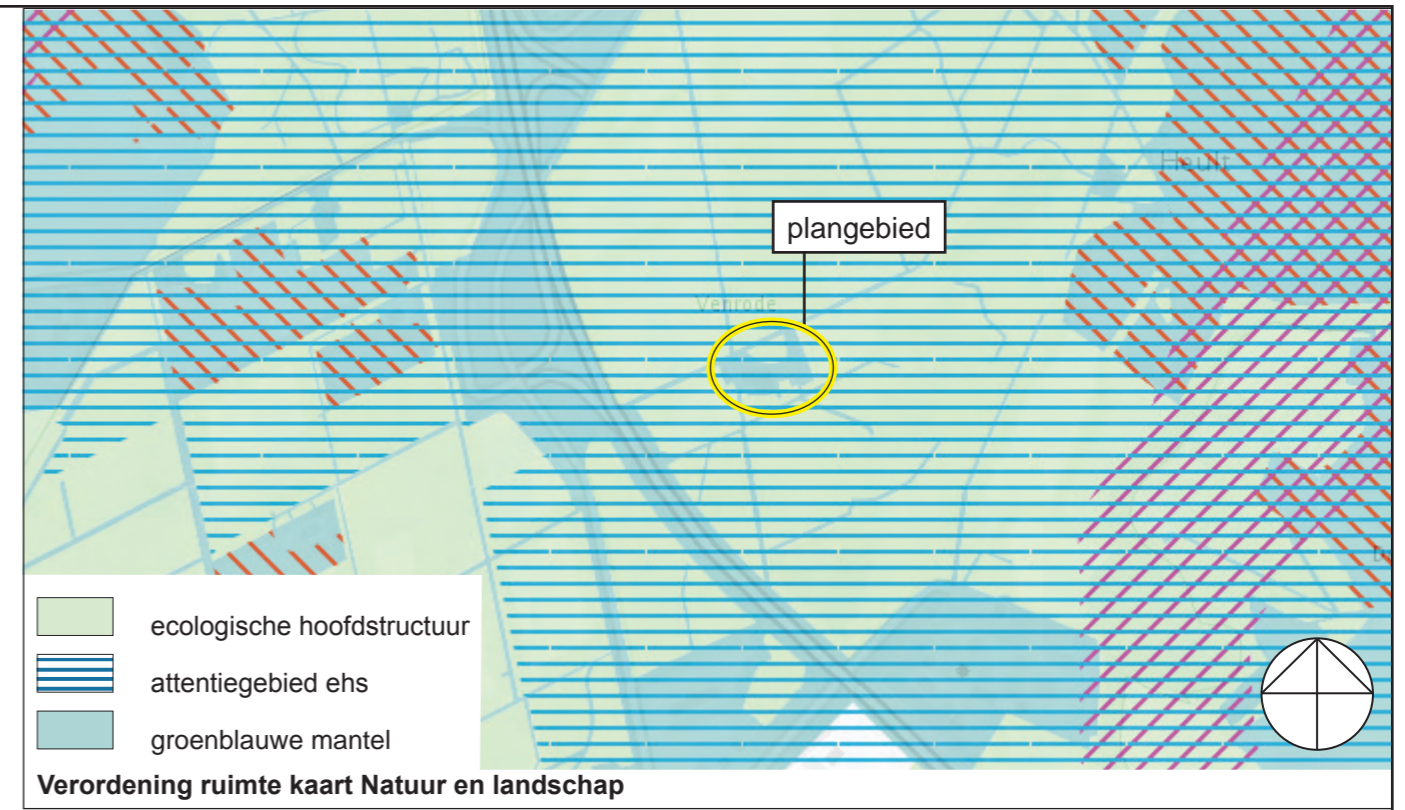 Heult
plangebied
Venrode
ecologische hoofdstructuur
attentiegebied ehs
groenblauwe mantel
Verordening ruimte kaart Natuur en landschap